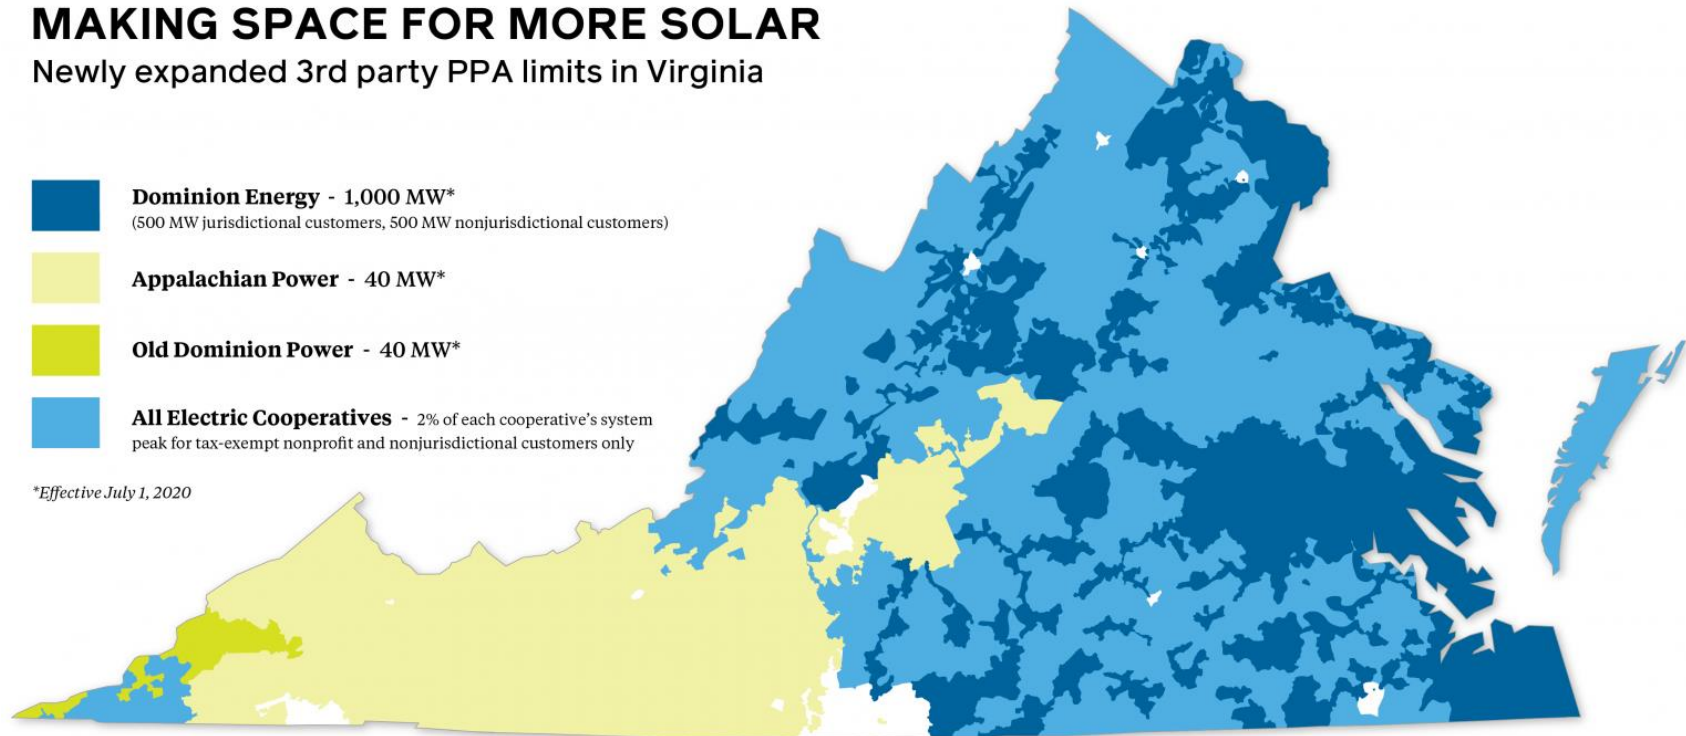 MAKING SPACE FOR MORE SOLAR
Newly expanded 3rd party PPA limits in Virginia
Dominion Energy - 1,000 MW*
(500 MW jurisdictional customers, 500 MW nonjurisdictional customers)
Appalachian Power - 40 MW*
Old Dominion Power - 40 MW*
All Electric Cooperatives - 2% of each cooperative's system
peak for tax-exempt nonprofit and nonjurisdictional customers only
*Effective July 1, 2020